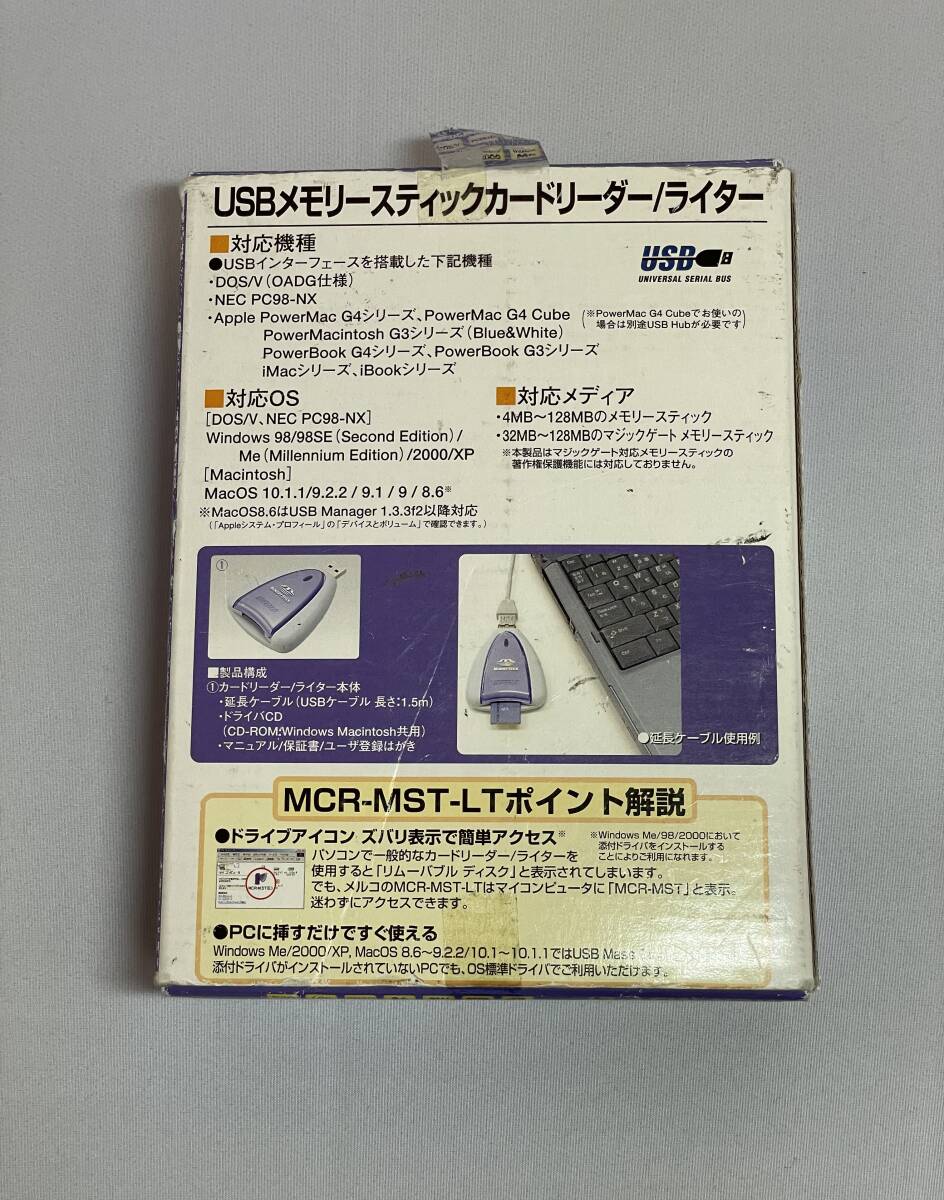 USBメモリースティックカードリーダー/ライター
■対応機種
●USBインターフェースを搭載した下記機種
・DOS/V(OADG仕様)
・NEC PC98-NX
・Apple PowerMac G4シリーズ、PowerMac G4 Cube
(※PowerMac G4 Cubeでお使いの
場合は別途USB Hubが必要です)
PowerMacintosh G3シリーズ(Blue&White)
PowerBook G4シリーズ、PowerBook G3シリーズ
iMacシリーズ、iBookシリーズ
USB
UNIVERSAL SERIAL BUS
■対応OS
[DOS/V、NEC PC98-NX]
Windows 98/98SE(Second Edition)/
Me(Millennium Edition)/2000/XP
[Macintosh]
MacOS 10.1.1/9.2.2 / 9.1 / 9 / 8.6※
※MacOS8.6はUSB Manager 1.3.3f2以降対応
(「Appleシステム・プロフィール」の「デバイスとボリューム」で確認できます。)
■対応メディア
・4MB〜128MBのメモリースティック
・32MB〜128MBのマジックゲート メモリースティック
※本製品はマジックゲート対応メモリースティックの
著作権保護機能には対応しておりません。
①
■製品構成
①カードリーダー/ライター本体
・延長ケーブル(USBケーブル 長さ:1.5m)
・ドライバCD
(CD-ROM:Windows Macintosh共用)
・マニュアル/保証書/ユーザ登録はがき
●延長ケーブル使用例
MCR-MST-LTポイント解説
●ドライブアイコン ズバリ表示で簡単アクセス※
※Windows Me/98/2000において
添付ドライバをインストールする
ことによりご利用になれます。
パソコンで一般的なカードリーダー/ライターを
使用すると「リムーバブル ディスク」と表示されてしまいます。
でも、メルコのMCR-MST-LTはマイコンピュータに「MCR-MST」と表示。
迷わずにアクセスできます。
●PCに挿すだけですぐ使える
Windows Me/2000/XP, MacOS 8.6〜9.2.2/10.1〜10.1.1ではUSB Mass
添付ドライバがインストールされていないPCでも、OS標準ドライバでご利用いただけます。